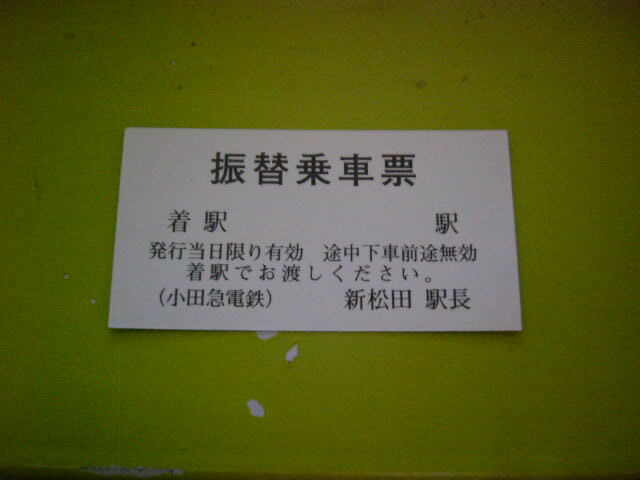 振替乗車票
着駅　　　　　　　　駅
発行当日限り有効　途中下車前途無効
着駅でお渡しください。
(小田急電鉄)　　新松田 駅長